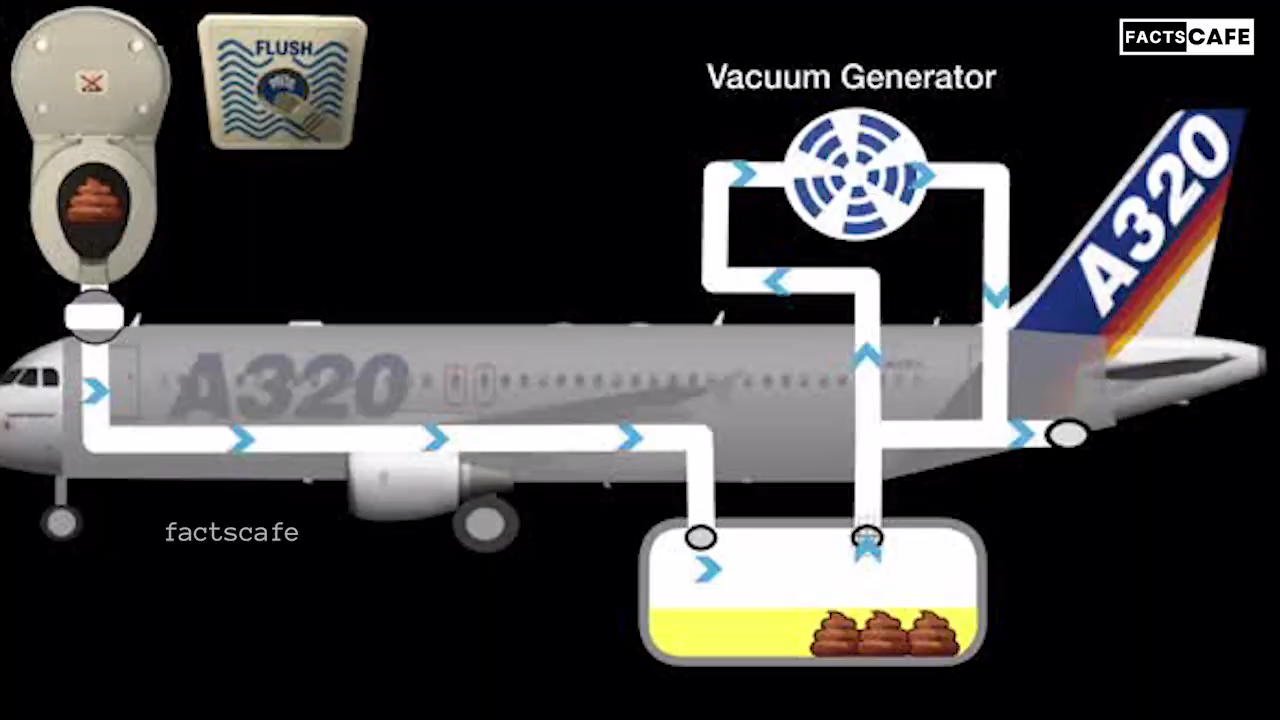 FLUSH
FACTSCAFE
Vacuum Generator
A320
A320
factscafe